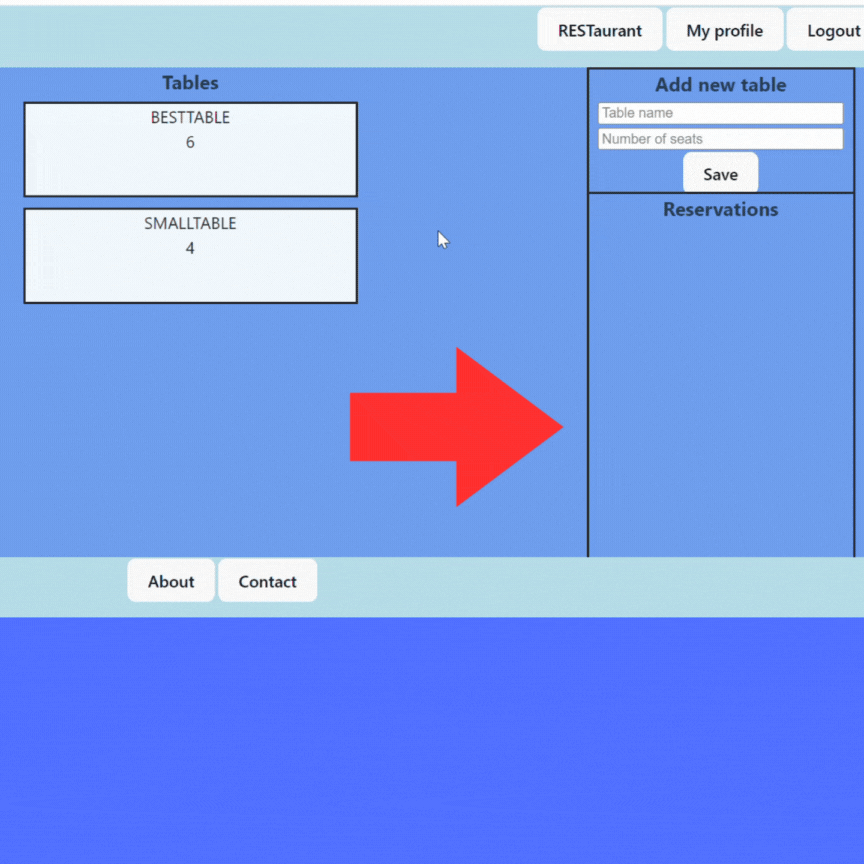 RESTaurant
My profile
Logout
Tables
BESTTABLE
6
SMALLTABLE
4
Add new table
Table name
Number of seats
Save
Reservations
About
Contact